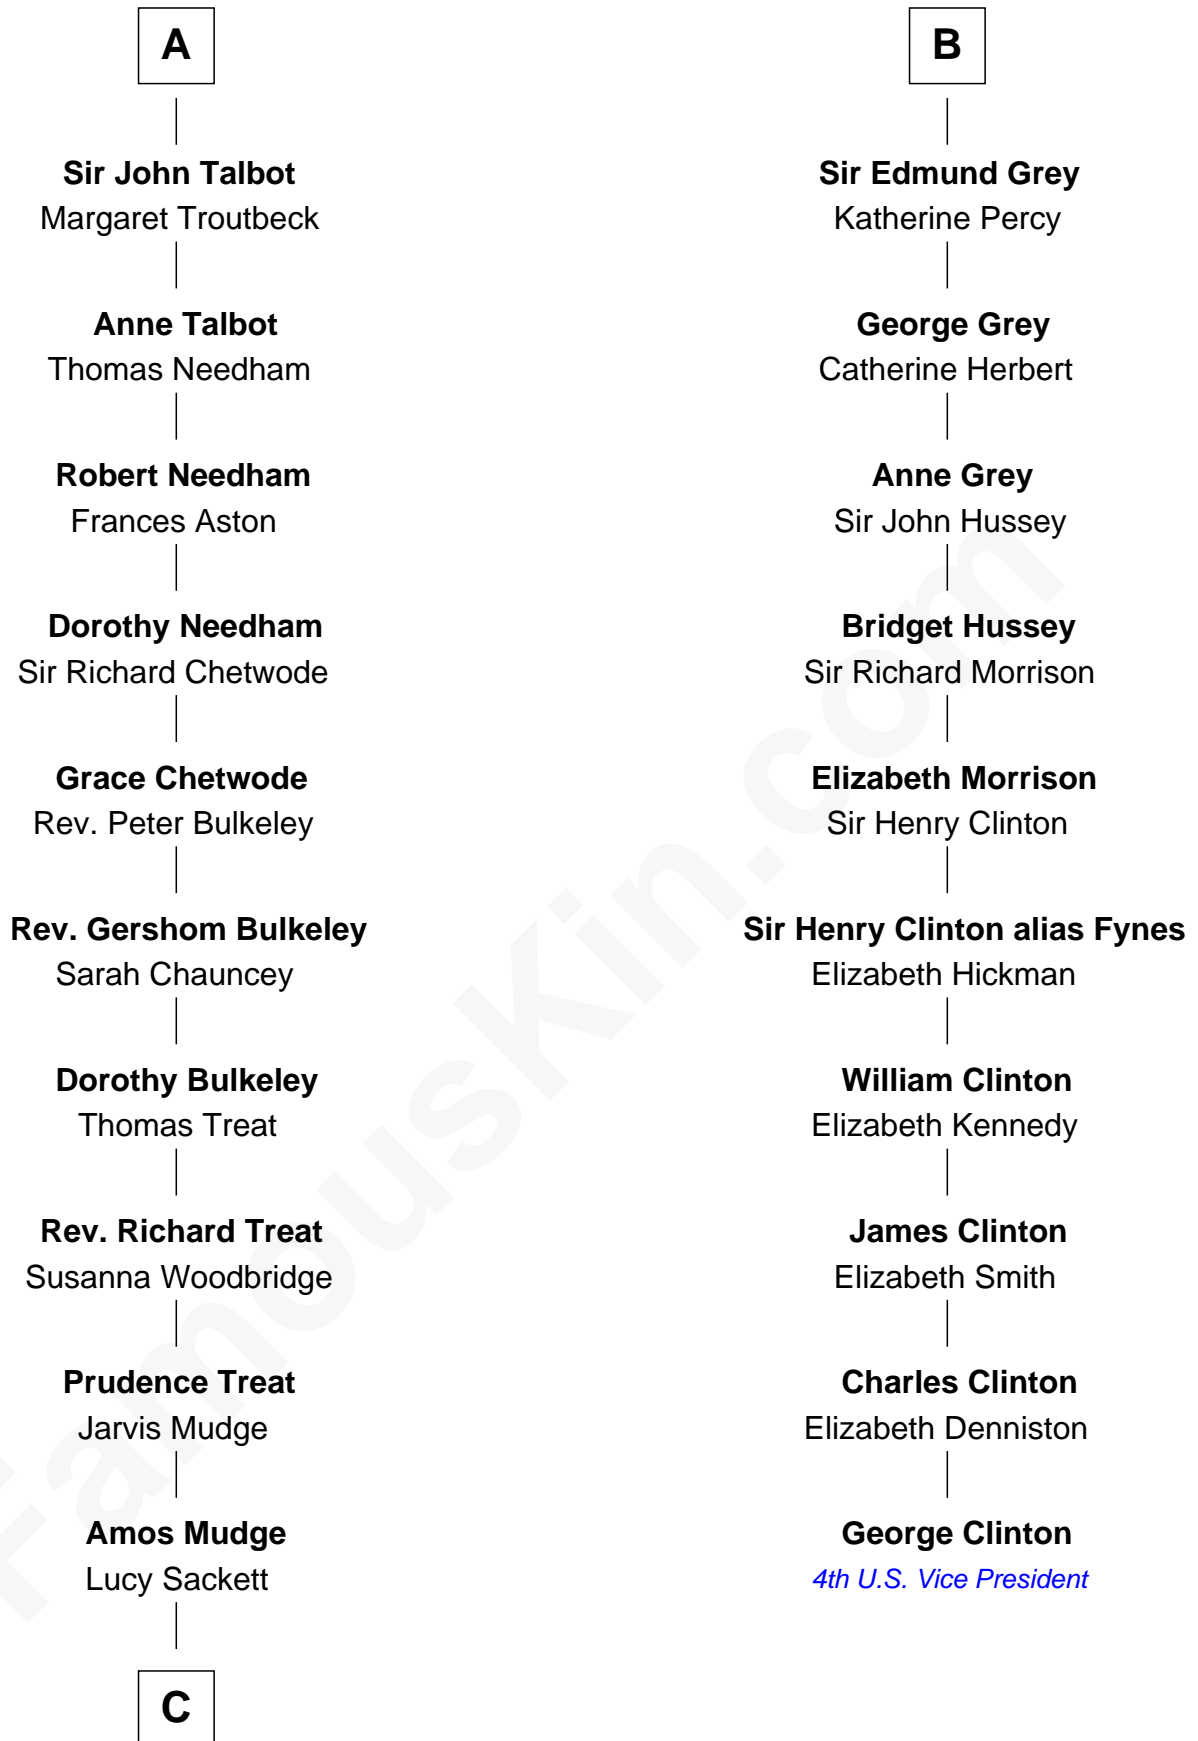 A
Sir John Talbot
Margaret Troutbeck
Anne Talbot
Thomas Needham
Robert Needham
Frances Aston
Dorothy Needham
Sir Richard Chetwode
Grace Chetwode
Rev. Peter Bulkeley
Rev. Gershom Bulkeley
Sarah Chauncey
Dorothy Bulkeley
Thomas Treat
Rev. Richard Treat
Susanna Woodbridge
Prudence Treat
Jarvis Mudge
Amos Mudge
Lucy Sackett
C
B
Sir Edmund Grey
Katherine Percy
George Grey
Catherine Herbert
Anne Grey
Sir John Hussey
Bridget Hussey
Sir Richard Morrison
Elizabeth Morrison
Sir Henry Clinton
Sir Henry Clinton alias Fynes
Elizabeth Hickman
William Clinton
Elizabeth Kennedy
James Clinton
Elizabeth Smith
Charles Clinton
Elizabeth Denniston
George Clinton
4th U.S. Vice President
FamousKin.com